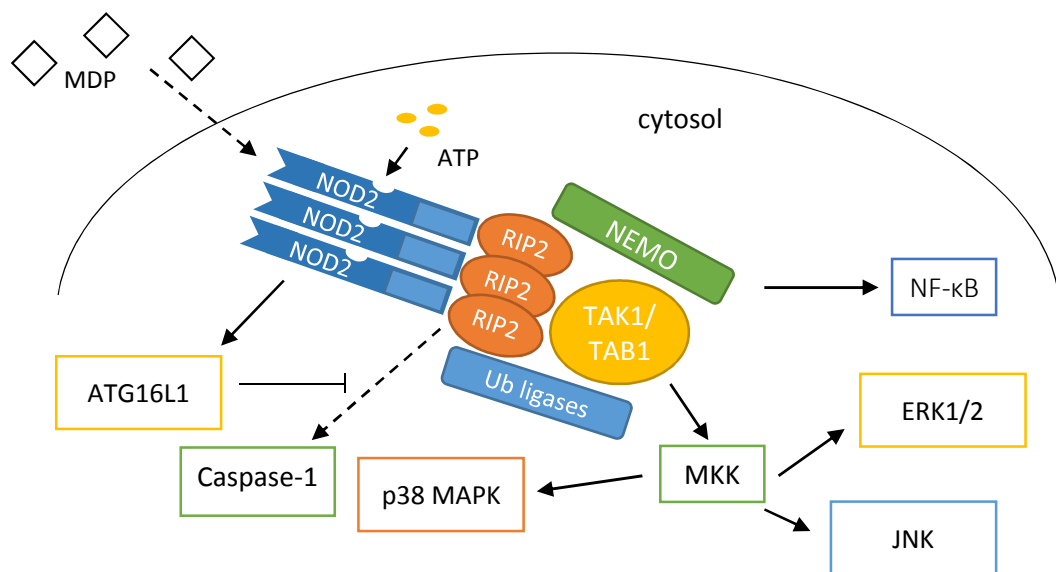 MDP
cytosol
ATP
NOD2
NOD2
NOD2
RIP2
RIP2
RIP2
NEMO
TAK1/
TAB1
Ub ligases
NF-κB
ATG16L1
ERK1/2
Caspase-1
p38 MAPK
MKK
JNK